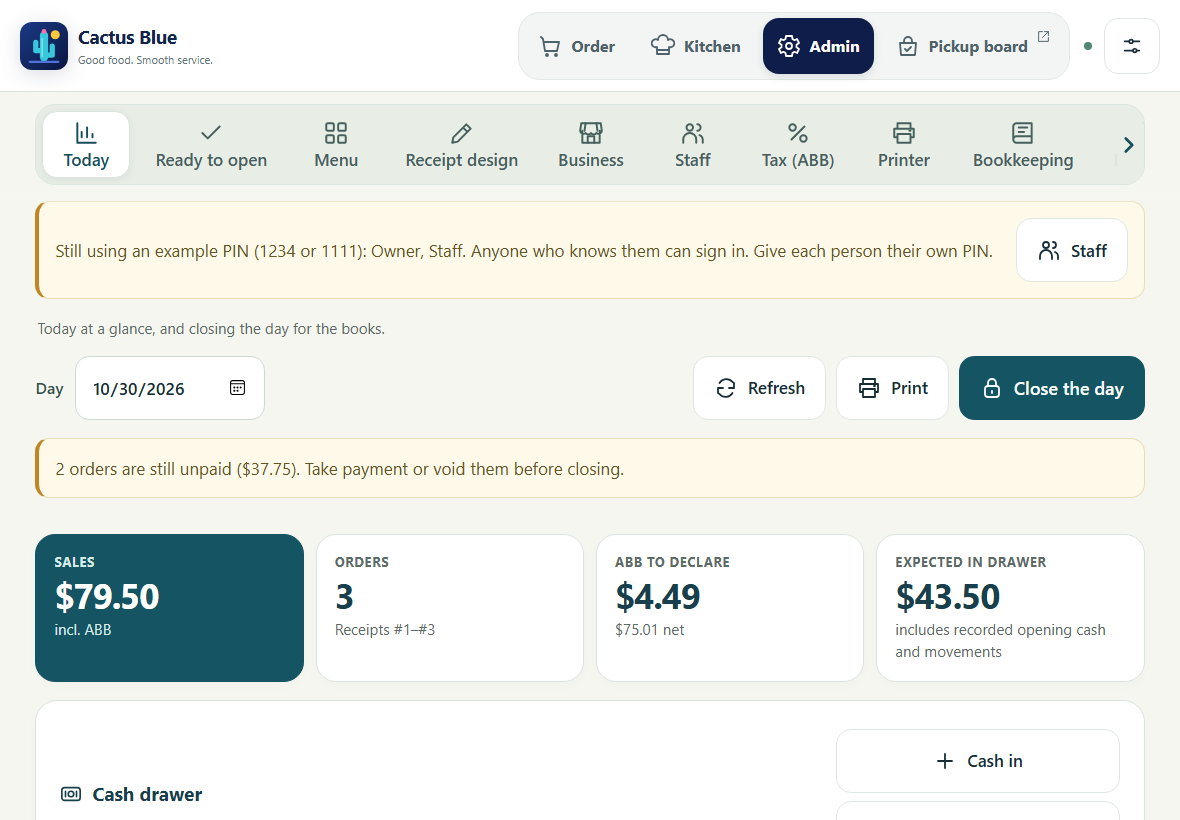 Cactus Blue
Good food. Smooth service.
Order
Kitchen
Admin
Pickup board
Today
Ready to open
Menu
Receipt design
Business
Staff
Tax (ABB)
Printer
Bookkeeping
Still using an example PIN (1234 or 1111): Owner, Staff. Anyone who knows them can sign in. Give each person their own PIN.
Staff
Today at a glance, and closing the day for the books.
Day
10/30/2026
Refresh
Print
Close the day
2 orders are still unpaid ($37.75). Take payment or void them before closing.
SALES
$79.50
incl. ABB
ORDERS
3
Receipts #1–#3
ABB TO DECLARE
$4.49
$75.01 net
EXPECTED IN DRAWER
$43.50
includes recorded opening cash
and movements
Cash drawer
Cash in